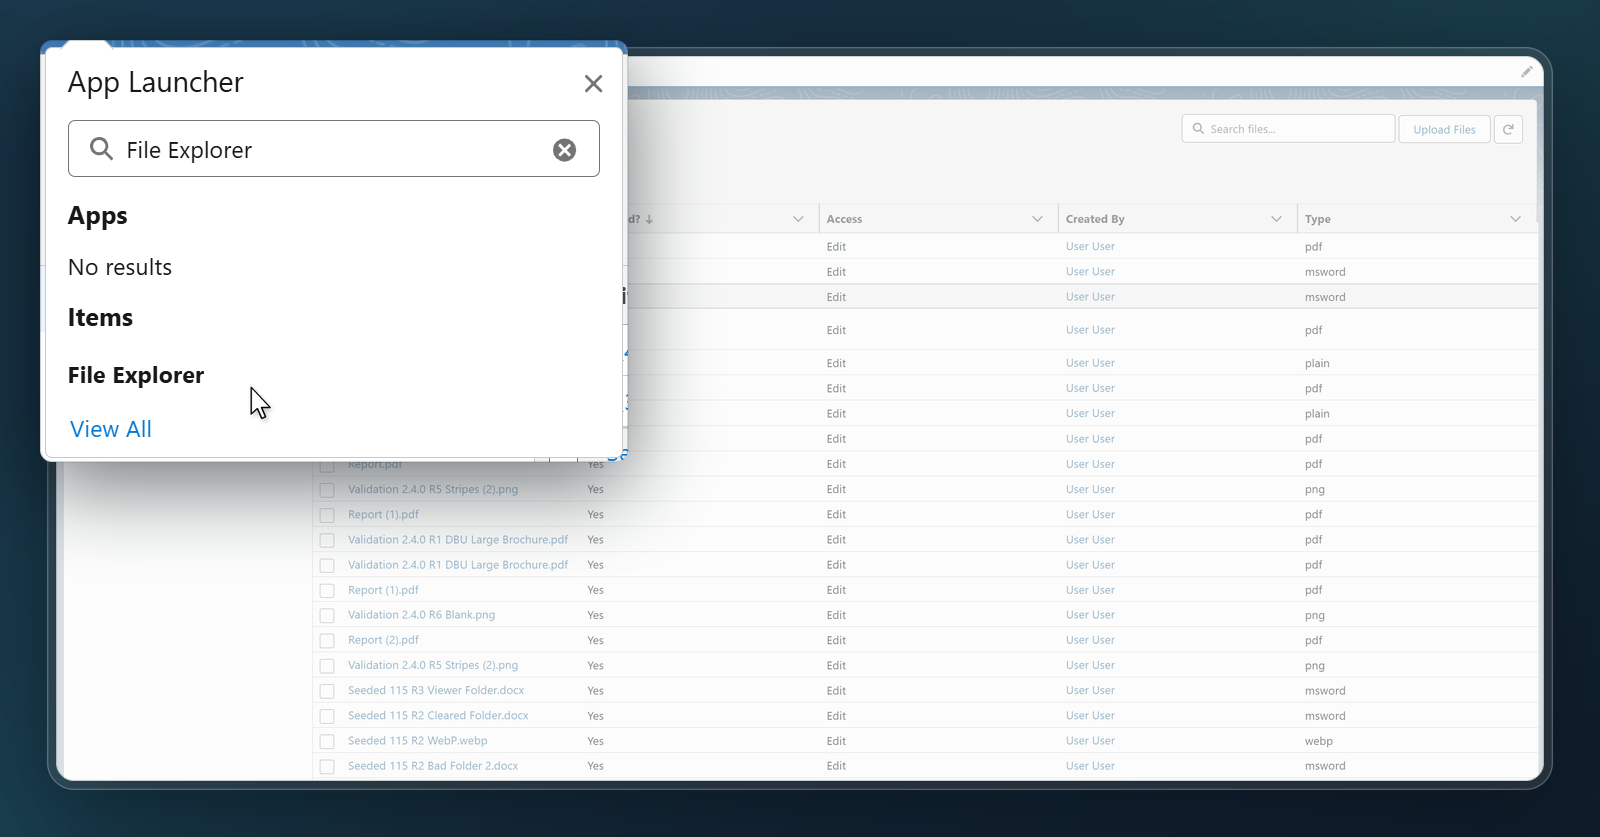 App Launcher
File Explorer
Apps
No results
Items
File Explorer
View All
Search files...
Upload Files
d?
Access
Created By
Type
Edit User User pdf
Edit User User msword
Edit User User msword
Edit User User pdf
Edit User User plain
Edit User User pdf
Edit User User plain
Edit User User pdf
Report.pdf Yes Edit User User pdf
Validation 2.4.0 R5 Stripes (2).png Yes Edit User User png
Report (1).pdf Yes Edit User User pdf
Validation 2.4.0 R1 DBU Large Brochure.pdf Yes Edit User User pdf
Validation 2.4.0 R1 DBU Large Brochure.pdf Yes Edit User User pdf
Report (1).pdf Yes Edit User User pdf
Validation 2.4.0 R6 Blank.png Yes Edit User User png
Report (2).pdf Yes Edit User User pdf
Validation 2.4.0 R5 Stripes (2).png Yes Edit User User png
Seeded 115 R3 Viewer Folder.docx Yes Edit User User msword
Seeded 115 R2 Cleared Folder.docx Yes Edit User User msword
Seeded 115 R2 WebP.webp Yes Edit User User webp
Seeded 115 R2 Bad Folder 2.docx Yes Edit User User msword